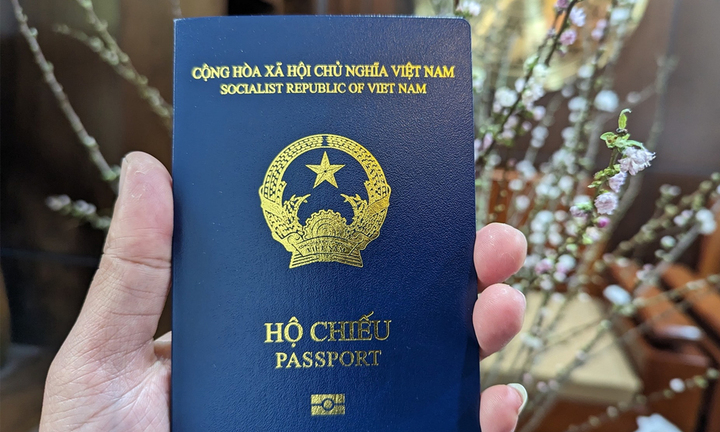 CỘNG HÒA XÃ HỘI CHỦ NGHĨA VIỆT NAM
SOCIALIST REPUBLIC OF VIET NAM
HỘ CHIẾU
PASSPORT